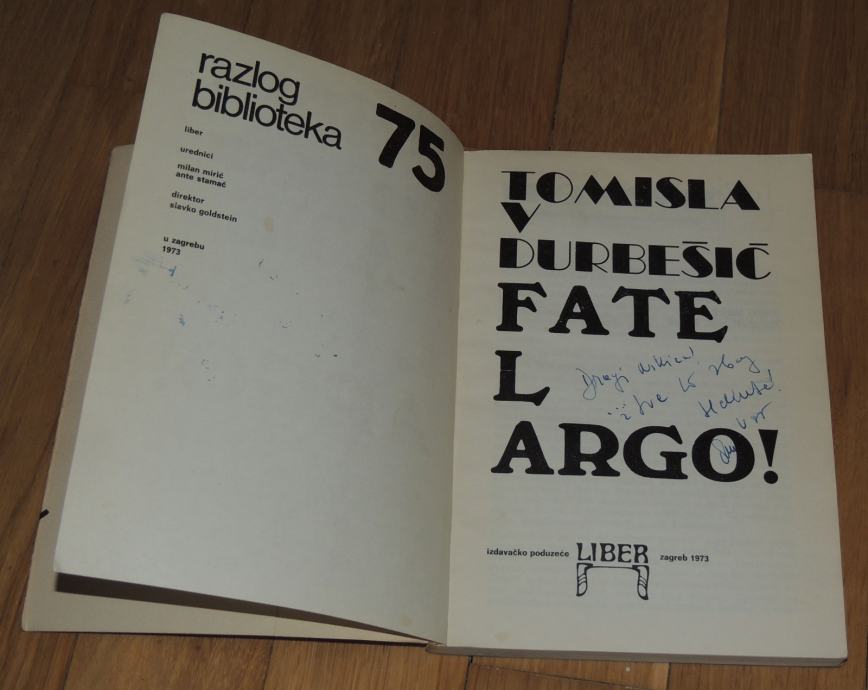 razlog
biblioteka
75
liber
urednici
milan mirić
ante stamać
direktor
slavko goldstein
u zagrebu
1973
TOMISLA
V
DURBEŠIĆ
FATE
L
ARGO!
Dragi
izdavačko poduzeće LIBER zagreb 1973